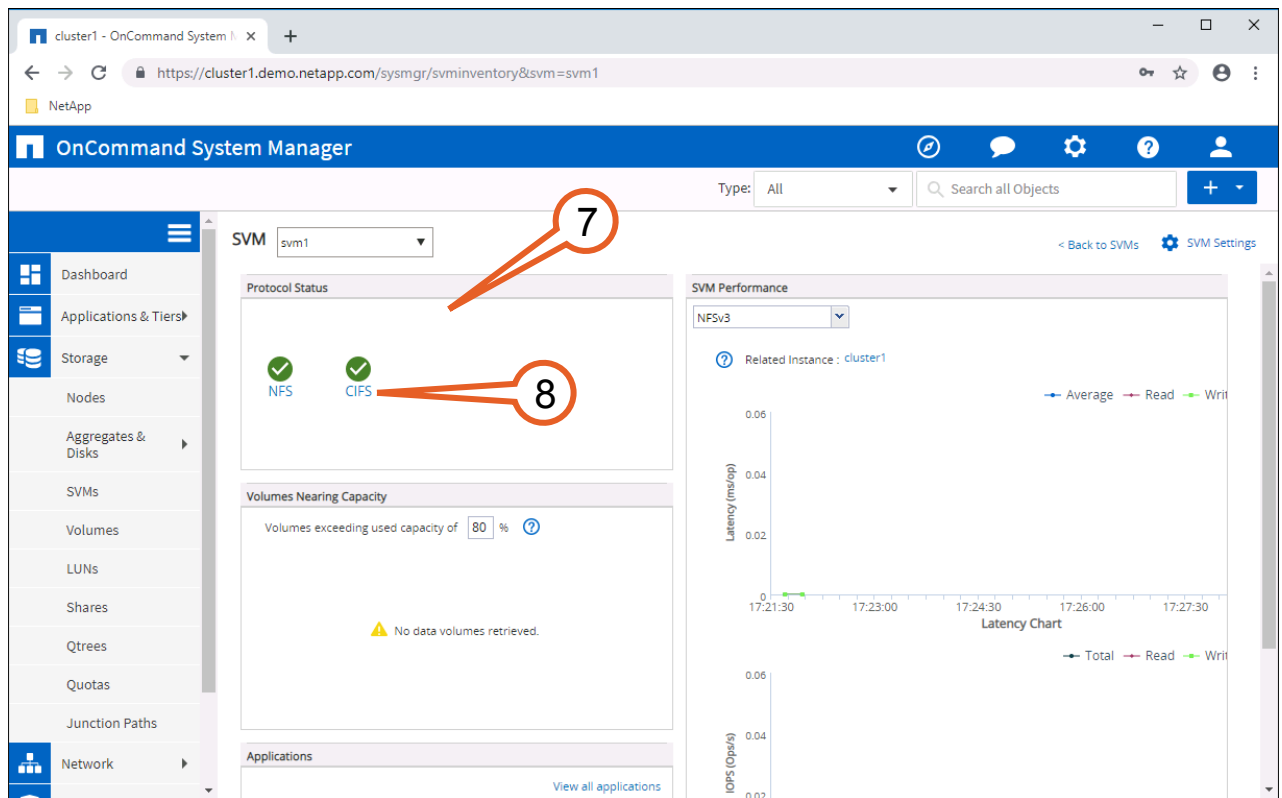 cluster1 - OnCommand System M
https://cluster1.demo.netapp.com/sysmgr/svminventory&svm=svm1
NetApp
OnCommand System Manager
Type: All Search all Objects
7
SVM svm1 < Back to SVMs SVM Settings
Dashboard
Applications & Tiers
Storage
Nodes
Aggregates &
Disks
SVMs
Volumes
LUNs
Shares
Qtrees
Quotas
Junction Paths
Network
Protocol Status
NFS CIFS
8
Volumes Nearing Capacity
Volumes exceeding used capacity of 80 %
No data volumes retrieved.
Applications
View all applications
SVM Performance
NFSv3
Related Instance : cluster1
Average Read Writ
Latency (ms/op)
0.06
0.04
0.02
0
17:21:30 17:23:00 17:24:30 17:26:00 17:27:30
Latency Chart
Total Read Writ
IOPS (Ops/s)
0.06
0.04
0.02